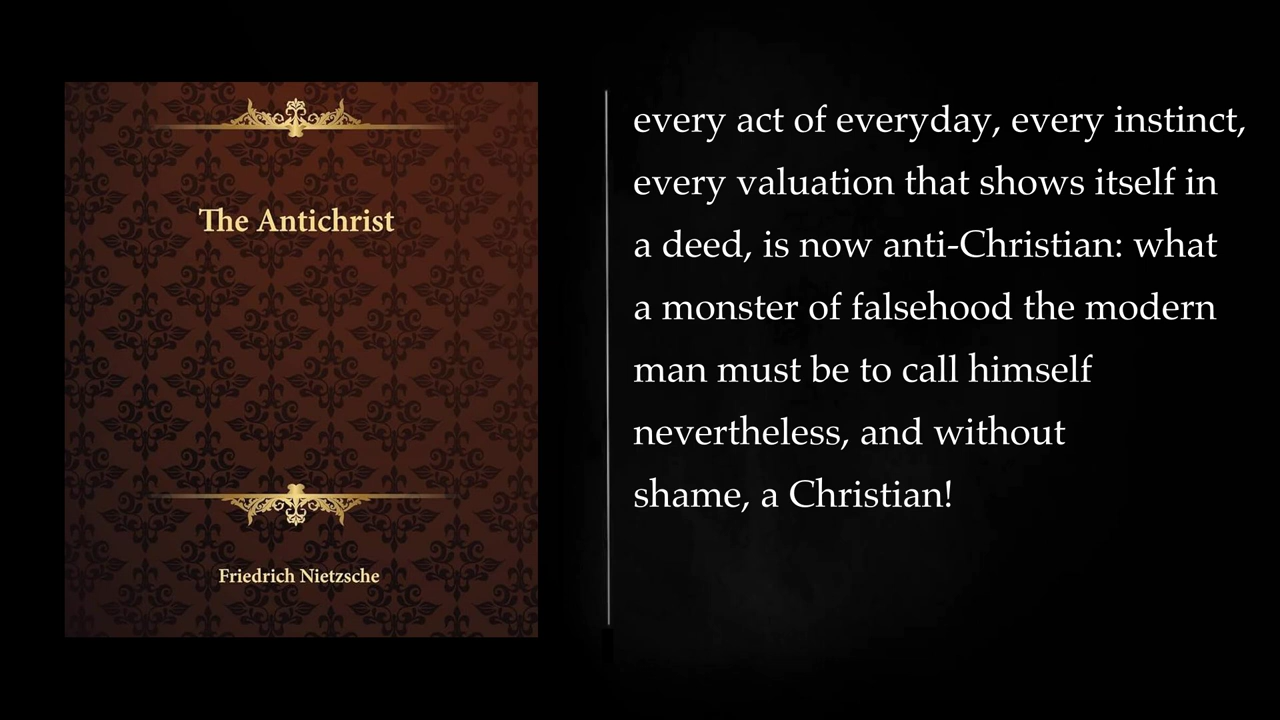 The Antichrist
Friedrich Nietzsche
every act of everyday, every instinct,
every valuation that shows itself in
a deed, is now anti-Christian: what
a monster of falsehood the modern
man must be to call himself
nevertheless, and without
shame, a Christian!